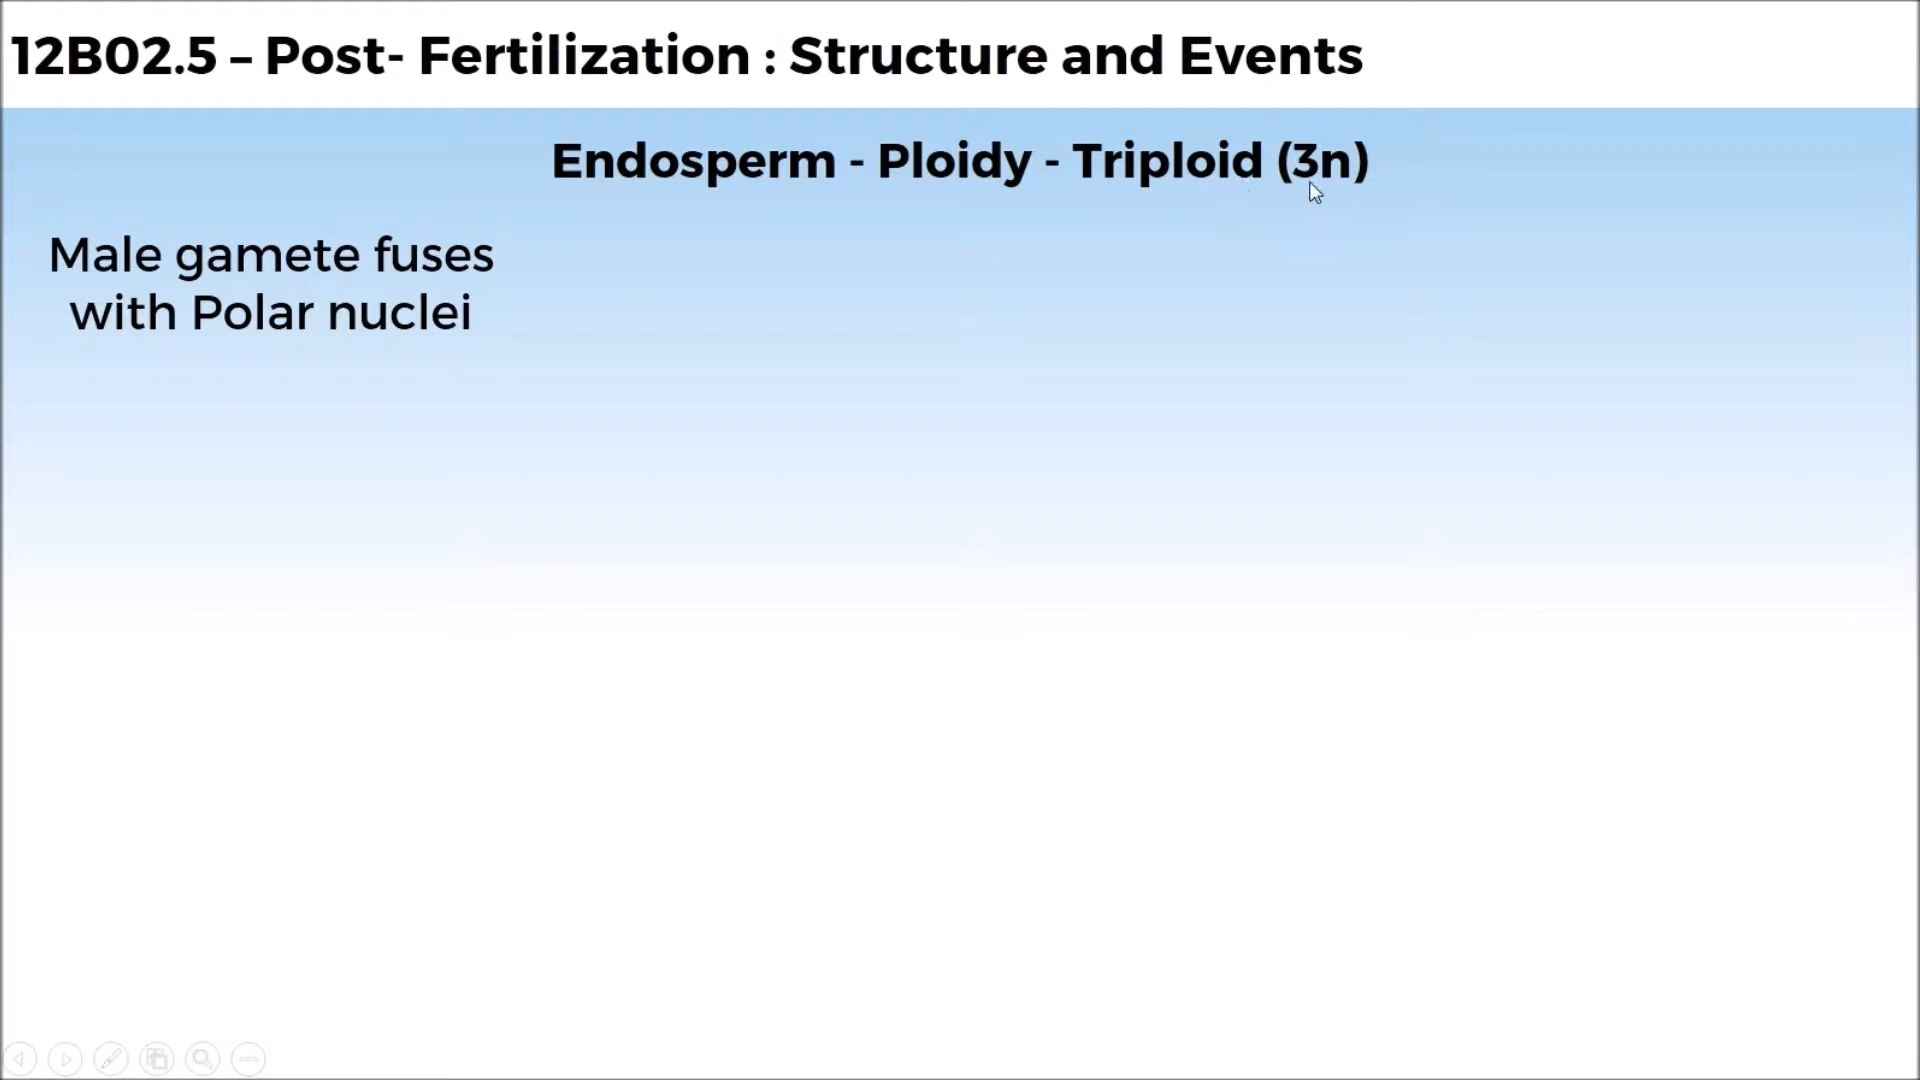 12B02.5 – Post- Fertilization : Structure and Events
Endosperm - Ploidy - Triploid (3n)
Male gamete fuses
with Polar nuclei